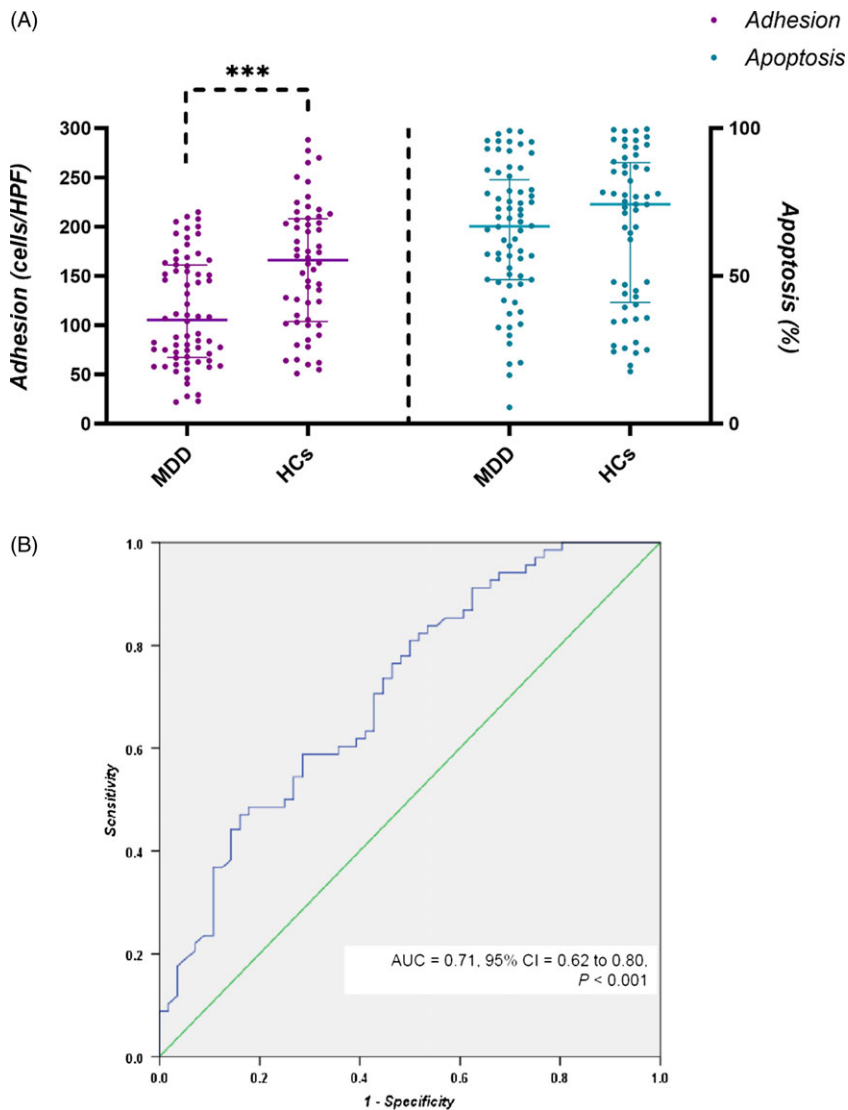 (A)
Adhesion
Apoptosis
***
300
250
200
150
100
50
0
Adhesion (cells/HPF)
MDD
HCs
MDD
HCs
100
50
0
Apoptosis (%)
(B)
1.0
0.8
0.6
0.4
0.2
0.0
Sensitivity
AUC = 0.71, 95% CI = 0.62 to 0.80,
P < 0.001
0.0 0.2 0.4 0.6 0.8 1.0
1 - Specificity